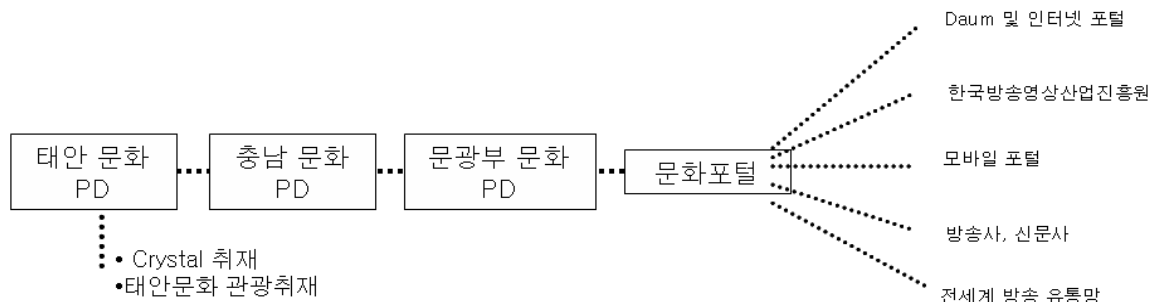 태안 문화
PD
충남 문화
PD
문광부 문화
PD
문화포털
Daum 및 인터넷 포털
한국방송영상산업진흥원
모바일 포털
방송사, 신문사
전세계 방송 유통망
• Crystal 취재
•태안문화 관광취재